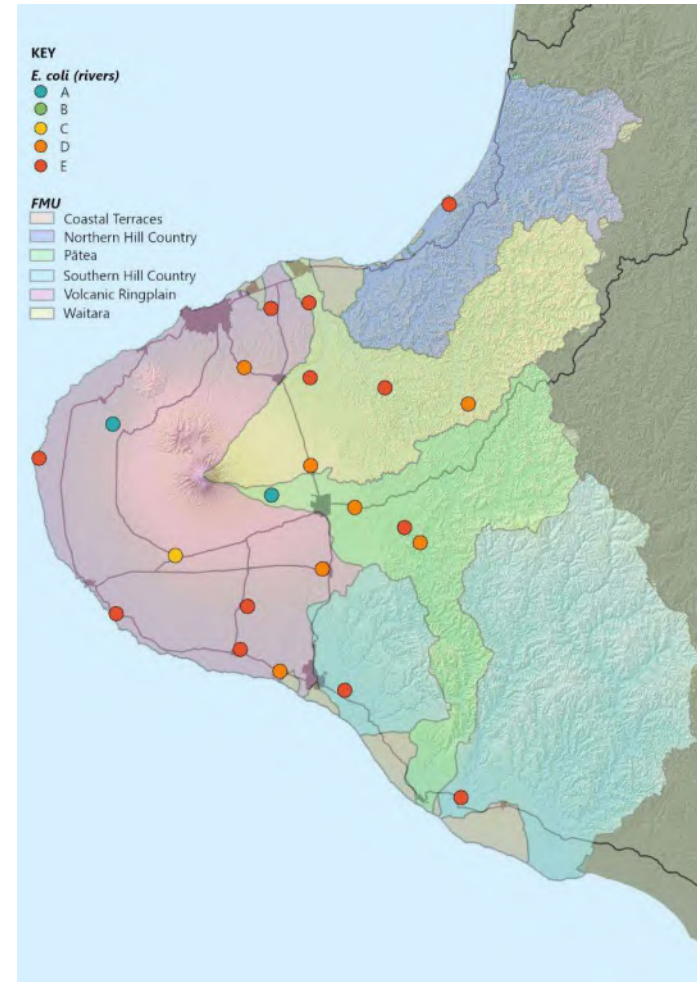 KEY
E. coli (rivers)
A
B
C
D
E
FMU
Coastal Terraces
Northern Hill Country
Pātea
Southern Hill Country
Volcanic Ringplain
Waitara